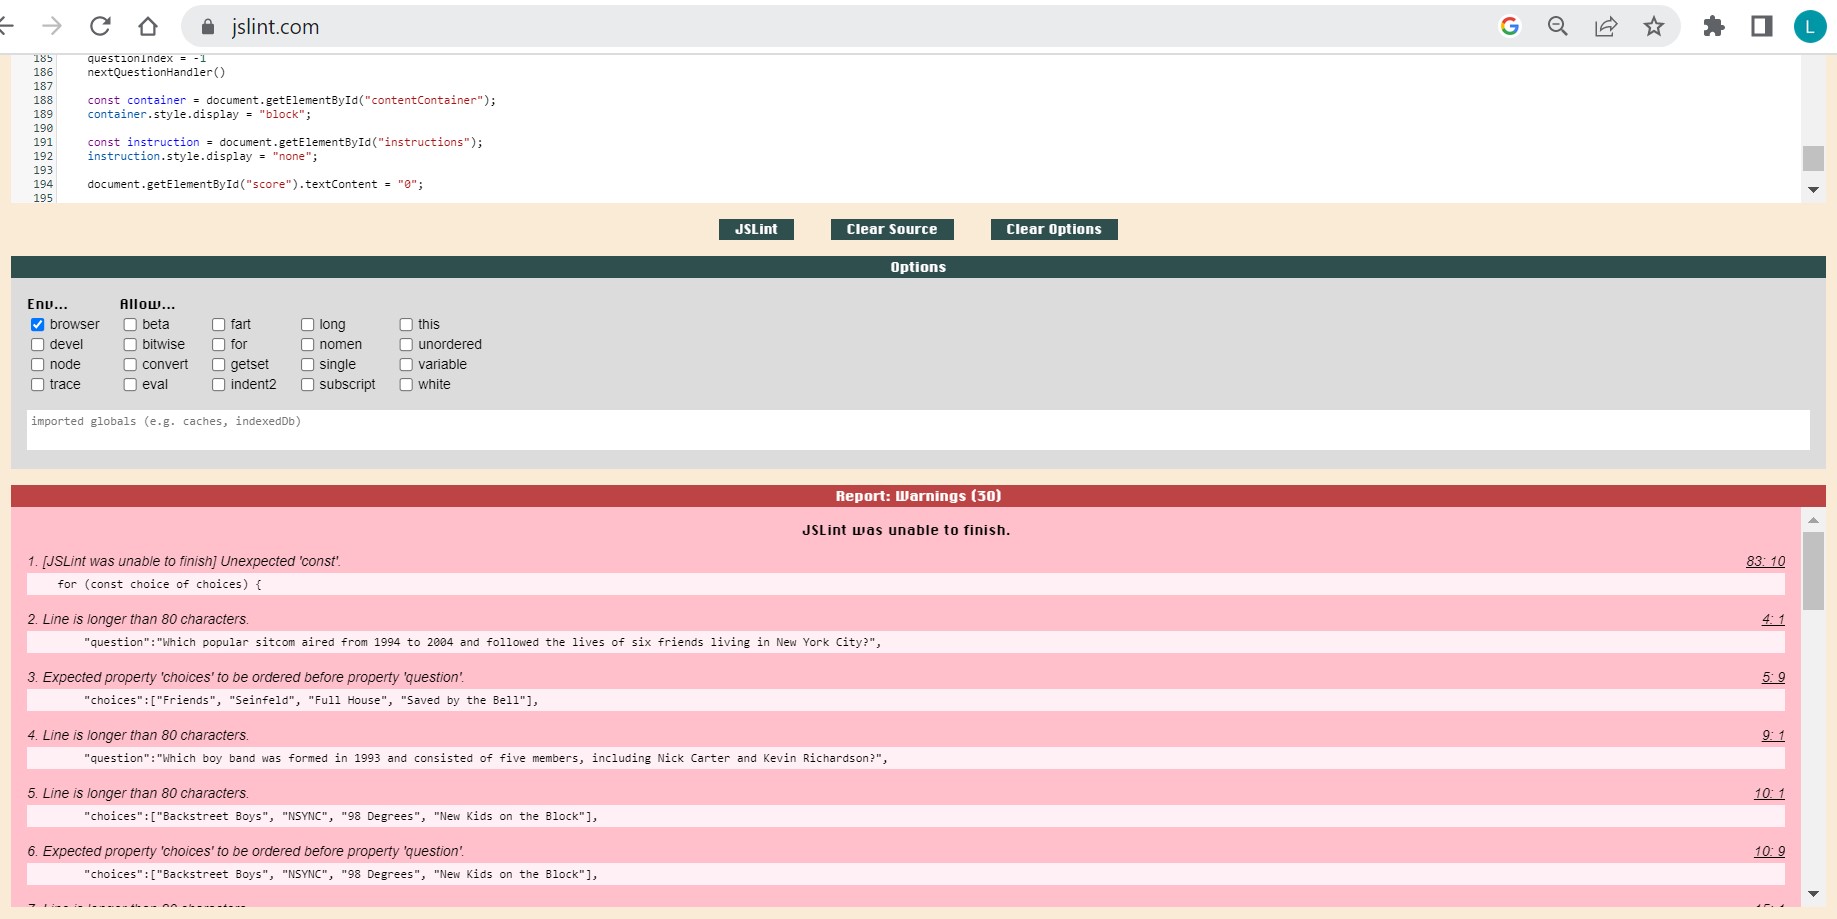 jslint.com
L
185 questionIndex = -1
186 nextQuestionHandler()
187
188 const container = document.getElementById("contentContainer");
189 container.style.display = "block";
190
191 const instruction = document.getElementById("instructions");
192 instruction.style.display = "none";
193
194 document.getElementById("score").textContent = "0";
195
JSLint Clear Source Clear Options
Options
Env... Allow...
browser beta fart long this
devel bitwise for nomen unordered
node convert getset single variable
trace eval indent2 subscript white
imported globals (e.g. caches, indexedDb)
Report: Warnings (30)
JSLint was unable to finish.
1. [JSLint was unable to finish] Unexpected 'const'. 83: 10
for (const choice of choices) {
2. Line is longer than 80 characters. 4: 1
"question":"Which popular sitcom aired from 1994 to 2004 and followed the lives of six friends living in New York City?",
3. Expected property 'choices' to be ordered before property 'question'. 5: 9
"choices":["Friends", "Seinfeld", "Full House", "Saved by the Bell"],
4. Line is longer than 80 characters. 9: 1
"question":"Which boy band was formed in 1993 and consisted of five members, including Nick Carter and Kevin Richardson?",
5. Line is longer than 80 characters. 10: 1
"choices":["Backstreet Boys", "NSYNC", "98 Degrees", "New Kids on the Block"],
6. Expected property 'choices' to be ordered before property 'question'. 10: 9
"choices":["Backstreet Boys", "NSYNC", "98 Degrees", "New Kids on the Block"],